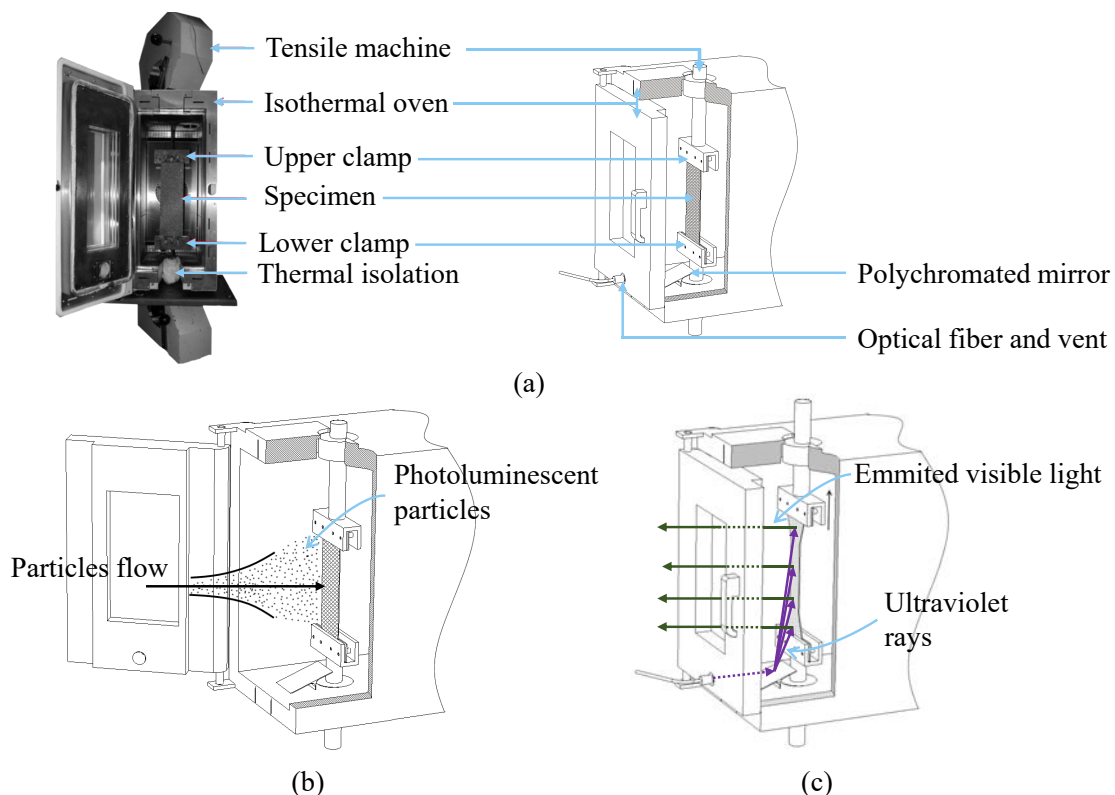 Tensile machine
Isothermal oven
Upper clamp
Specimen
Lower clamp
Thermal isolation
Polychromated mirror
Optical fiber and vent
(a)
Photoluminescent
particles
Particles flow
(b)
Emmited visible light
Ultraviolet
rays
(c)